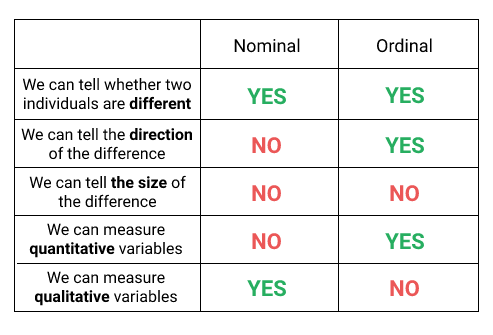 Nominal Ordinal
We can tell whether two
individuals are different
YES YES
We can tell the direction
of the difference
NO YES
We can tell the size of
the difference
NO NO
We can measure
quantitative variables
NO YES
We can measure
qualitative variables
YES NO